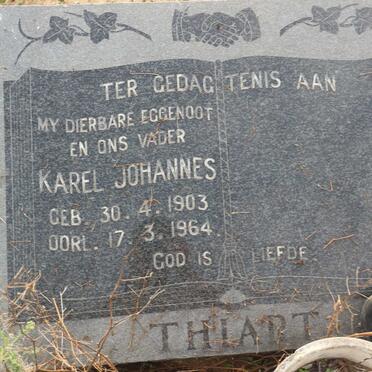 TER GEDAGTENIS AAN
MY DIERBARE EGGENOOT
EN ONS VADER
KAREL JOHANNES
GEB. 30.4.1903
OORL. 17.3.1964
GOD IS LIEFDE.
THIART